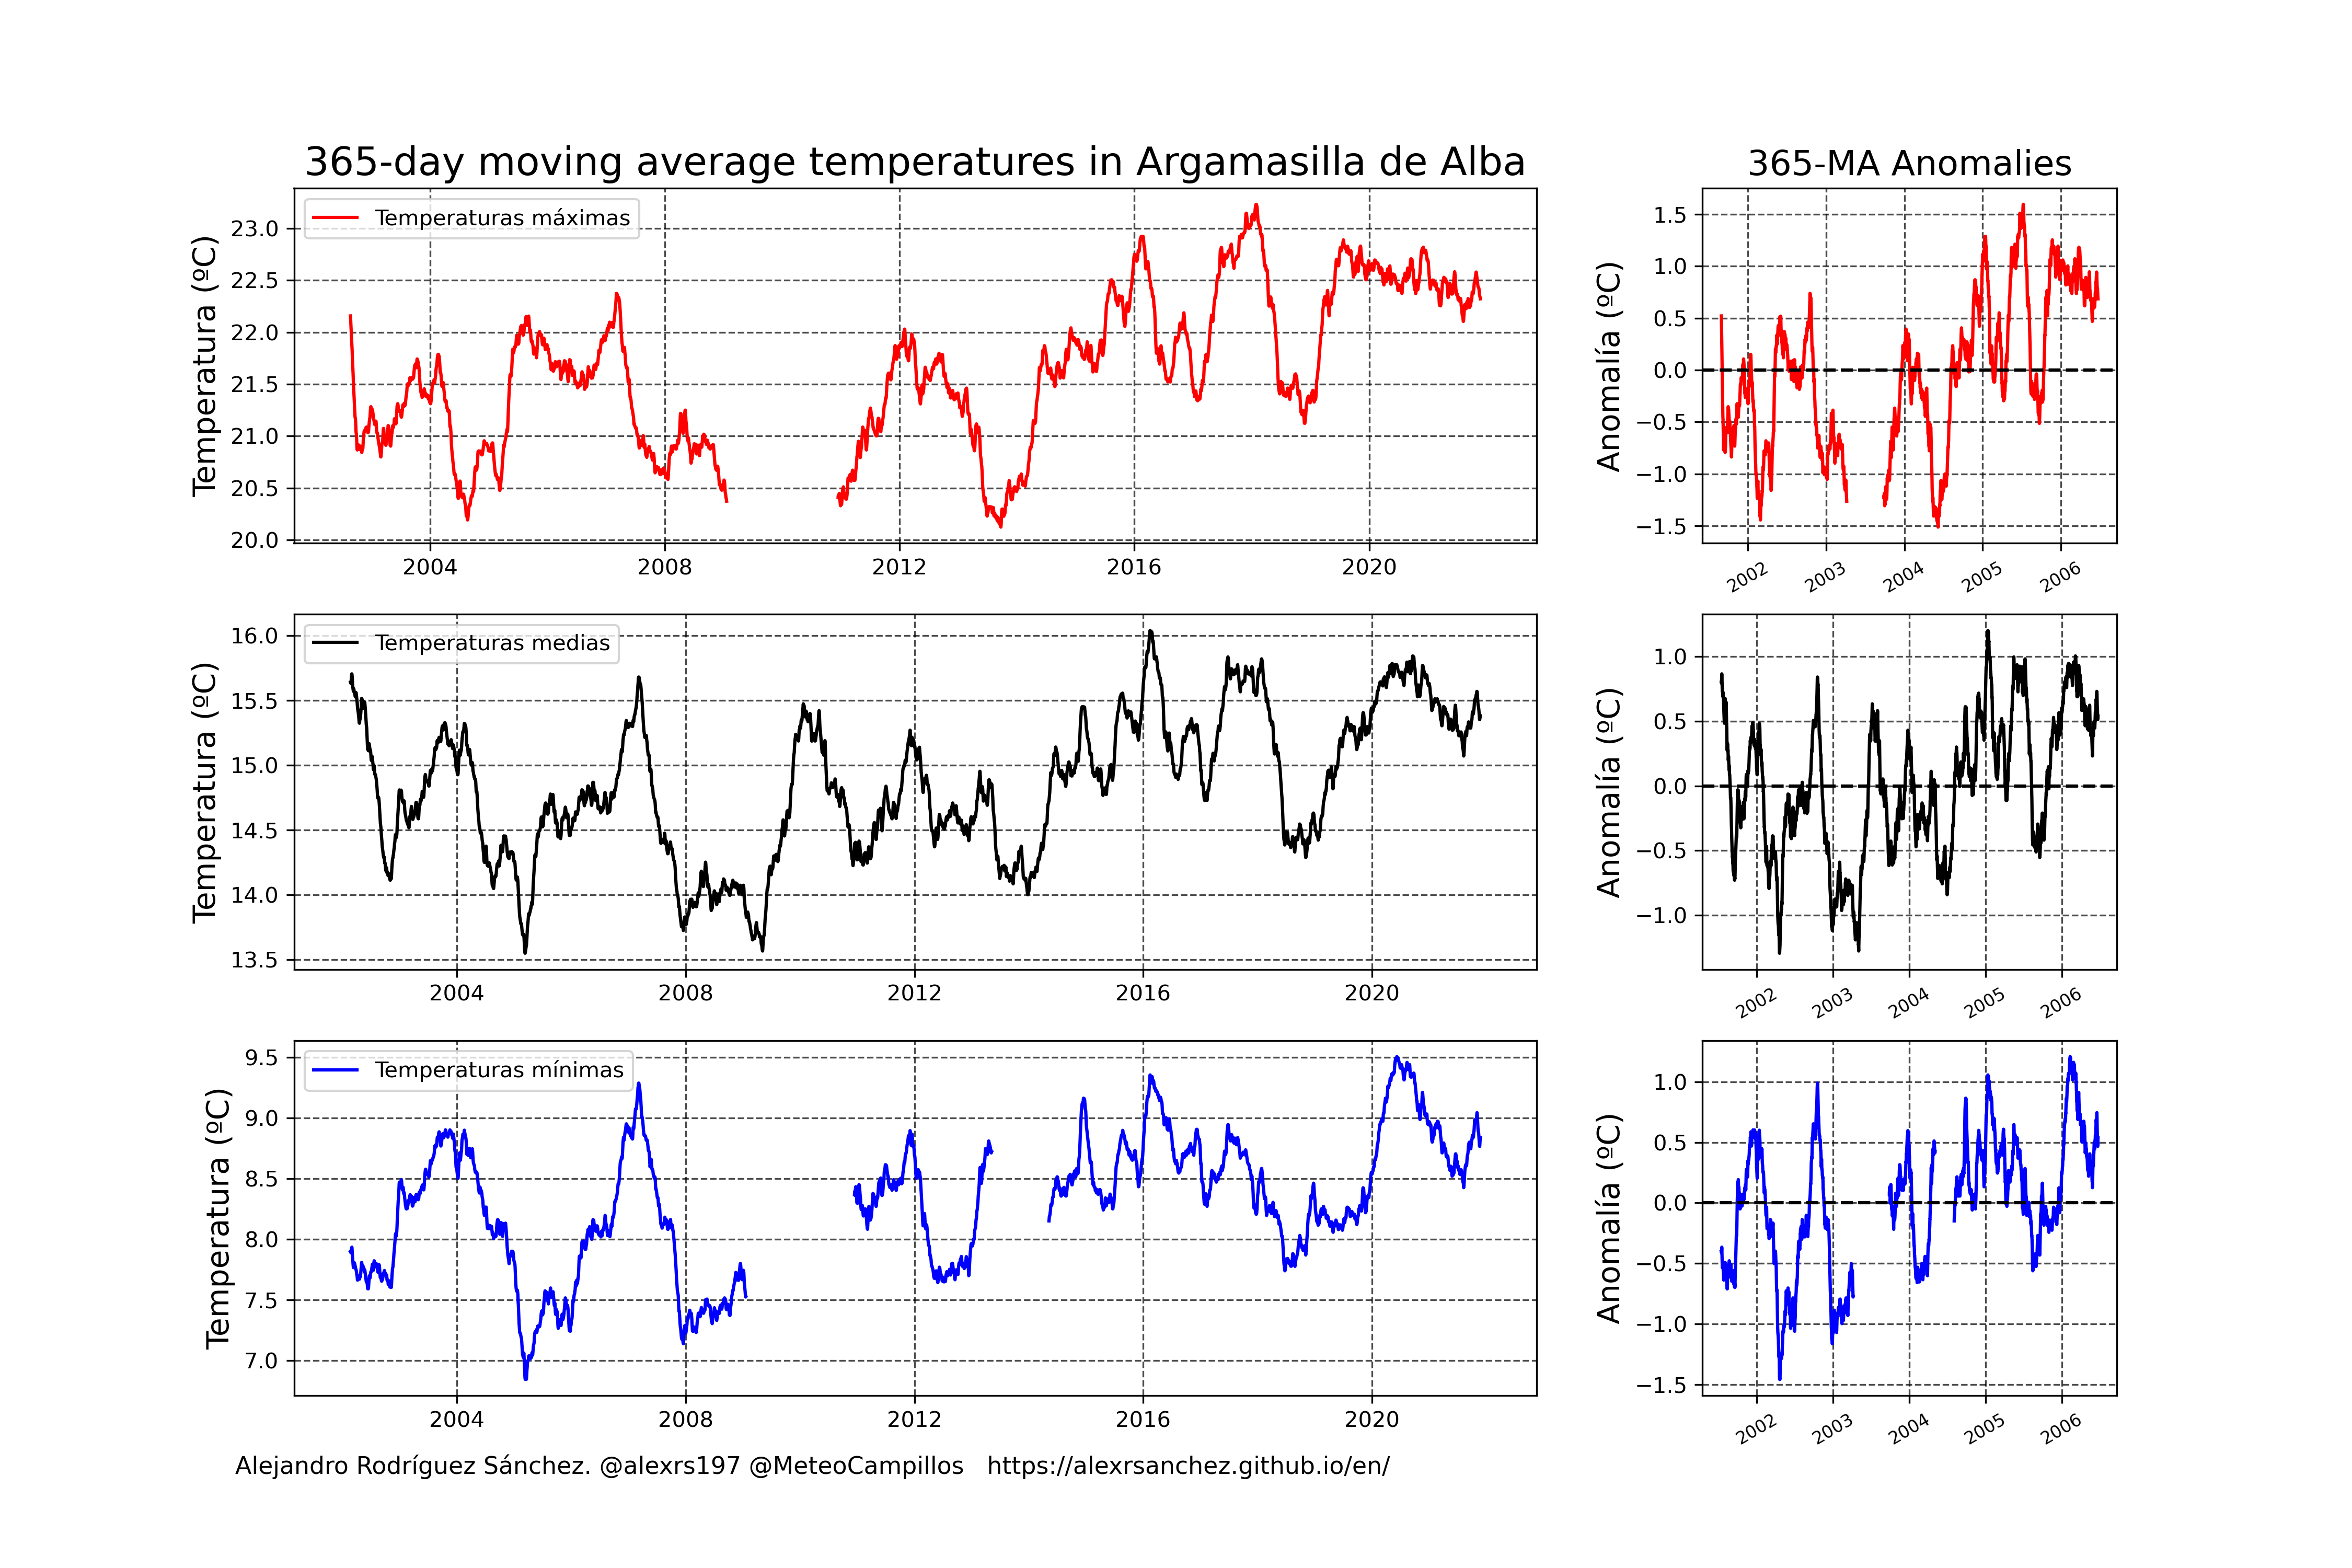 365-day moving average temperatures in Argamasilla de Alba
365-MA Anomalies
Temperaturas máximas
Temperatura (ºC)
23.0
22.5
22.0
21.5
21.0
20.5
20.0
2004 2008 2012 2016 2020
Anomalía (ºC)
1.5
1.0
0.5
0.0
−0.5
−1.0
−1.5
2002 2003 2004 2005 2006
Temperaturas medias
Temperatura (ºC)
16.0
15.5
15.0
14.5
14.0
13.5
2004 2008 2012 2016 2020
Anomalía (ºC)
1.0
0.5
0.0
−0.5
−1.0
2002 2003 2004 2005 2006
Temperaturas mínimas
Temperatura (ºC)
9.5
9.0
8.5
8.0
7.5
7.0
2004 2008 2012 2016 2020
Anomalía (ºC)
1.0
0.5
0.0
−0.5
−1.0
−1.5
2002 2003 2004 2005 2006
Alejandro Rodríguez Sánchez. @alexrs197 @MeteoCampillos https://alexrsanchez.github.io/en/